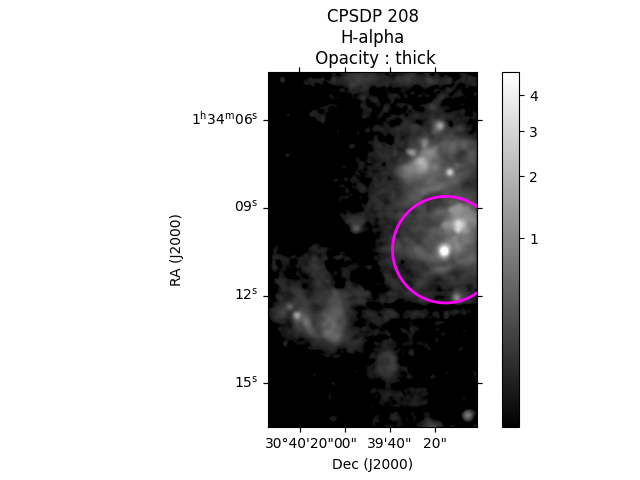 CPSDP 208
H-alpha
Opacity : thick
1h34m06s
09s
12s
15s
30°40'20"00" 39'40" 20"
Dec (J2000)
RA (J2000)
4
3
2
1